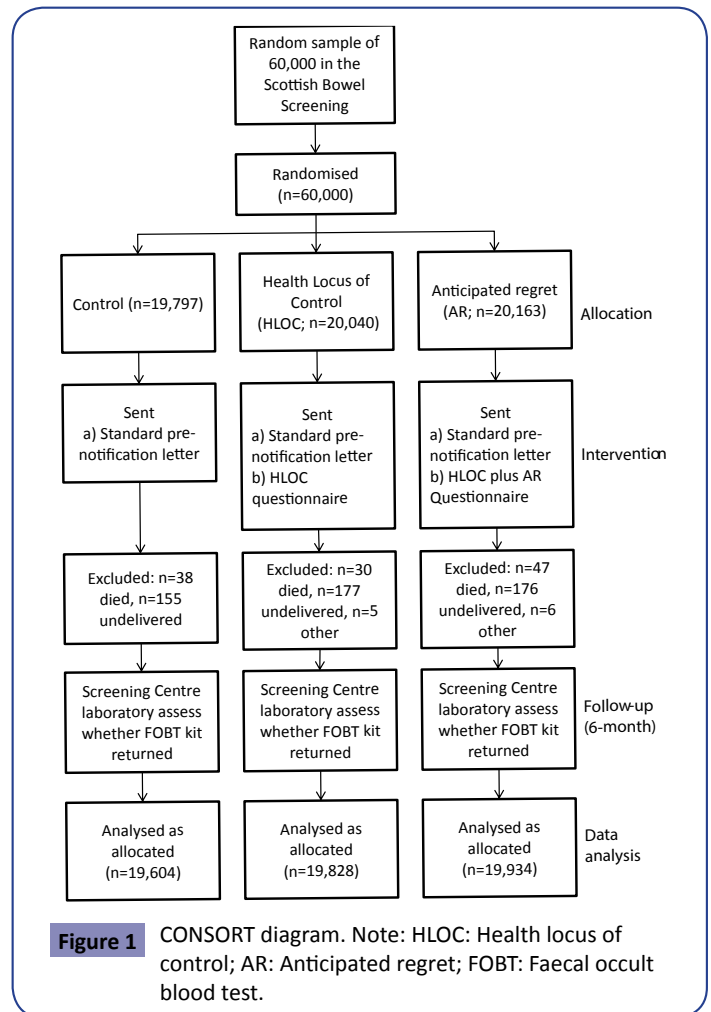 Random sample of
60,000 in the
Scottish Bowel
Screening
Randomised
(n=60,000)
Control (n=19,797)
Health Locus of
Control
(HLOC; n=20,040)
Anticipated regret
(AR; n=20,163)
Allocation
Sent
a) Standard pre-
notification letter
Sent
a) Standard pre-
notification letter
b) HLOC
questionnaire
Sent
a) Standard pre-
notification letter
b) HLOC plus AR
Questionnaire
Intervention
Excluded: n=38
died, n=155
undelivered
Excluded: n=30
died, n=177
undelivered, n=5
other
Excluded: n=47
died, n=176
undelivered, n=6
other
Screening Centre
laboratory assess
whether FOBT kit
returned
Screening Centre
laboratory assess
whether FOBT kit
returned
Screening Centre
laboratory assess
whether FOBT kit
returned
Follow-up
(6-month)
Analysed as
allocated
(n=19,604)
Analysed as
allocated
(n=19,828)
Analysed as
allocated
(n=19,934)
Data
analysis
Figure 1 CONSORT diagram. Note: HLOC: Health locus of
control; AR: Anticipated regret; FOBT: Faecal occult
blood test.